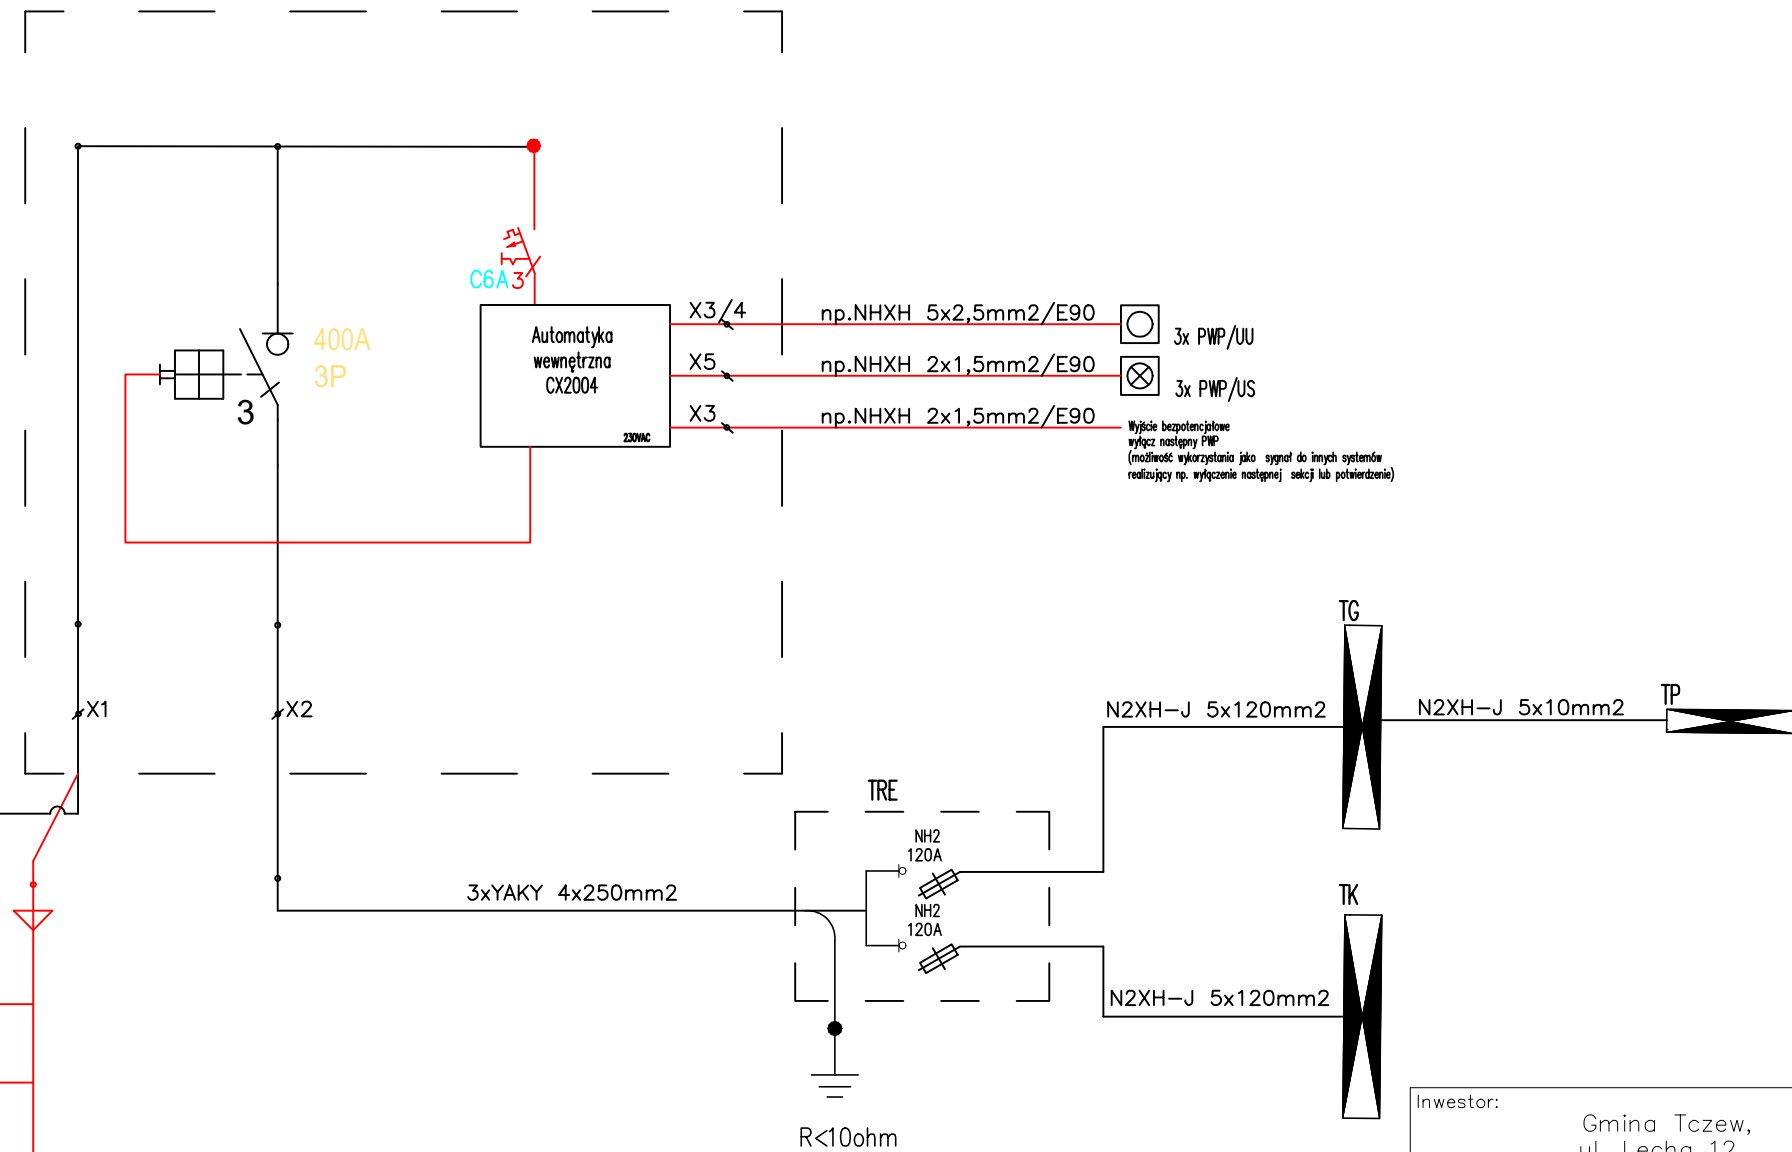 C6A 3
400A
3P
3
Automatyka
wewnętrzna
CX2004
230VAC
X3/4
np.NHXH 5x2,5mm2/E90
3x PWP/UU
X5
np.NHXH 2x1,5mm2/E90
3x PWP/US
X3
np.NHXH 2x1,5mm2/E90
Wyjście bezpotencjałowe
wyłącz następny PWP
(możliwość wykorzystania jako sygnał do innych systemów
realizujący np. wyłączenie następnej sekcji lub potwierdzenie)
X1
X2
TG
N2XH-J 5x120mm2
N2XH-J 5x10mm2
TP
TRE
NH2
120A
3xYAKY 4x250mm2
NH2
120A
TK
N2XH-J 5x120mm2
R<10ohm
Inwestor:
Gmina Tczew,
ul. Lecha 12